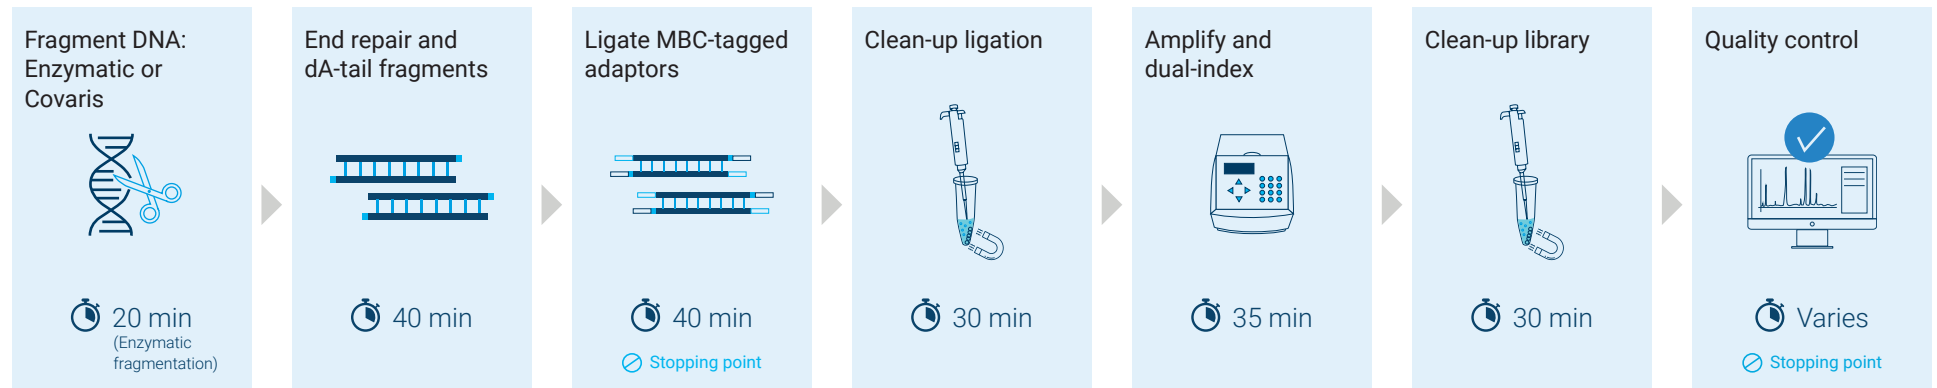 Fragment DNA:
Enzymatic or
Covaris
20 min
(Enzymatic
fragmentation)
End repair and
dA-tail fragments
40 min
Ligate MBC-tagged
adaptors
40 min
Stopping point
Clean-up ligation
30 min
Amplify and
dual-index
35 min
Clean-up library
30 min
Quality control
Varies
Stopping point